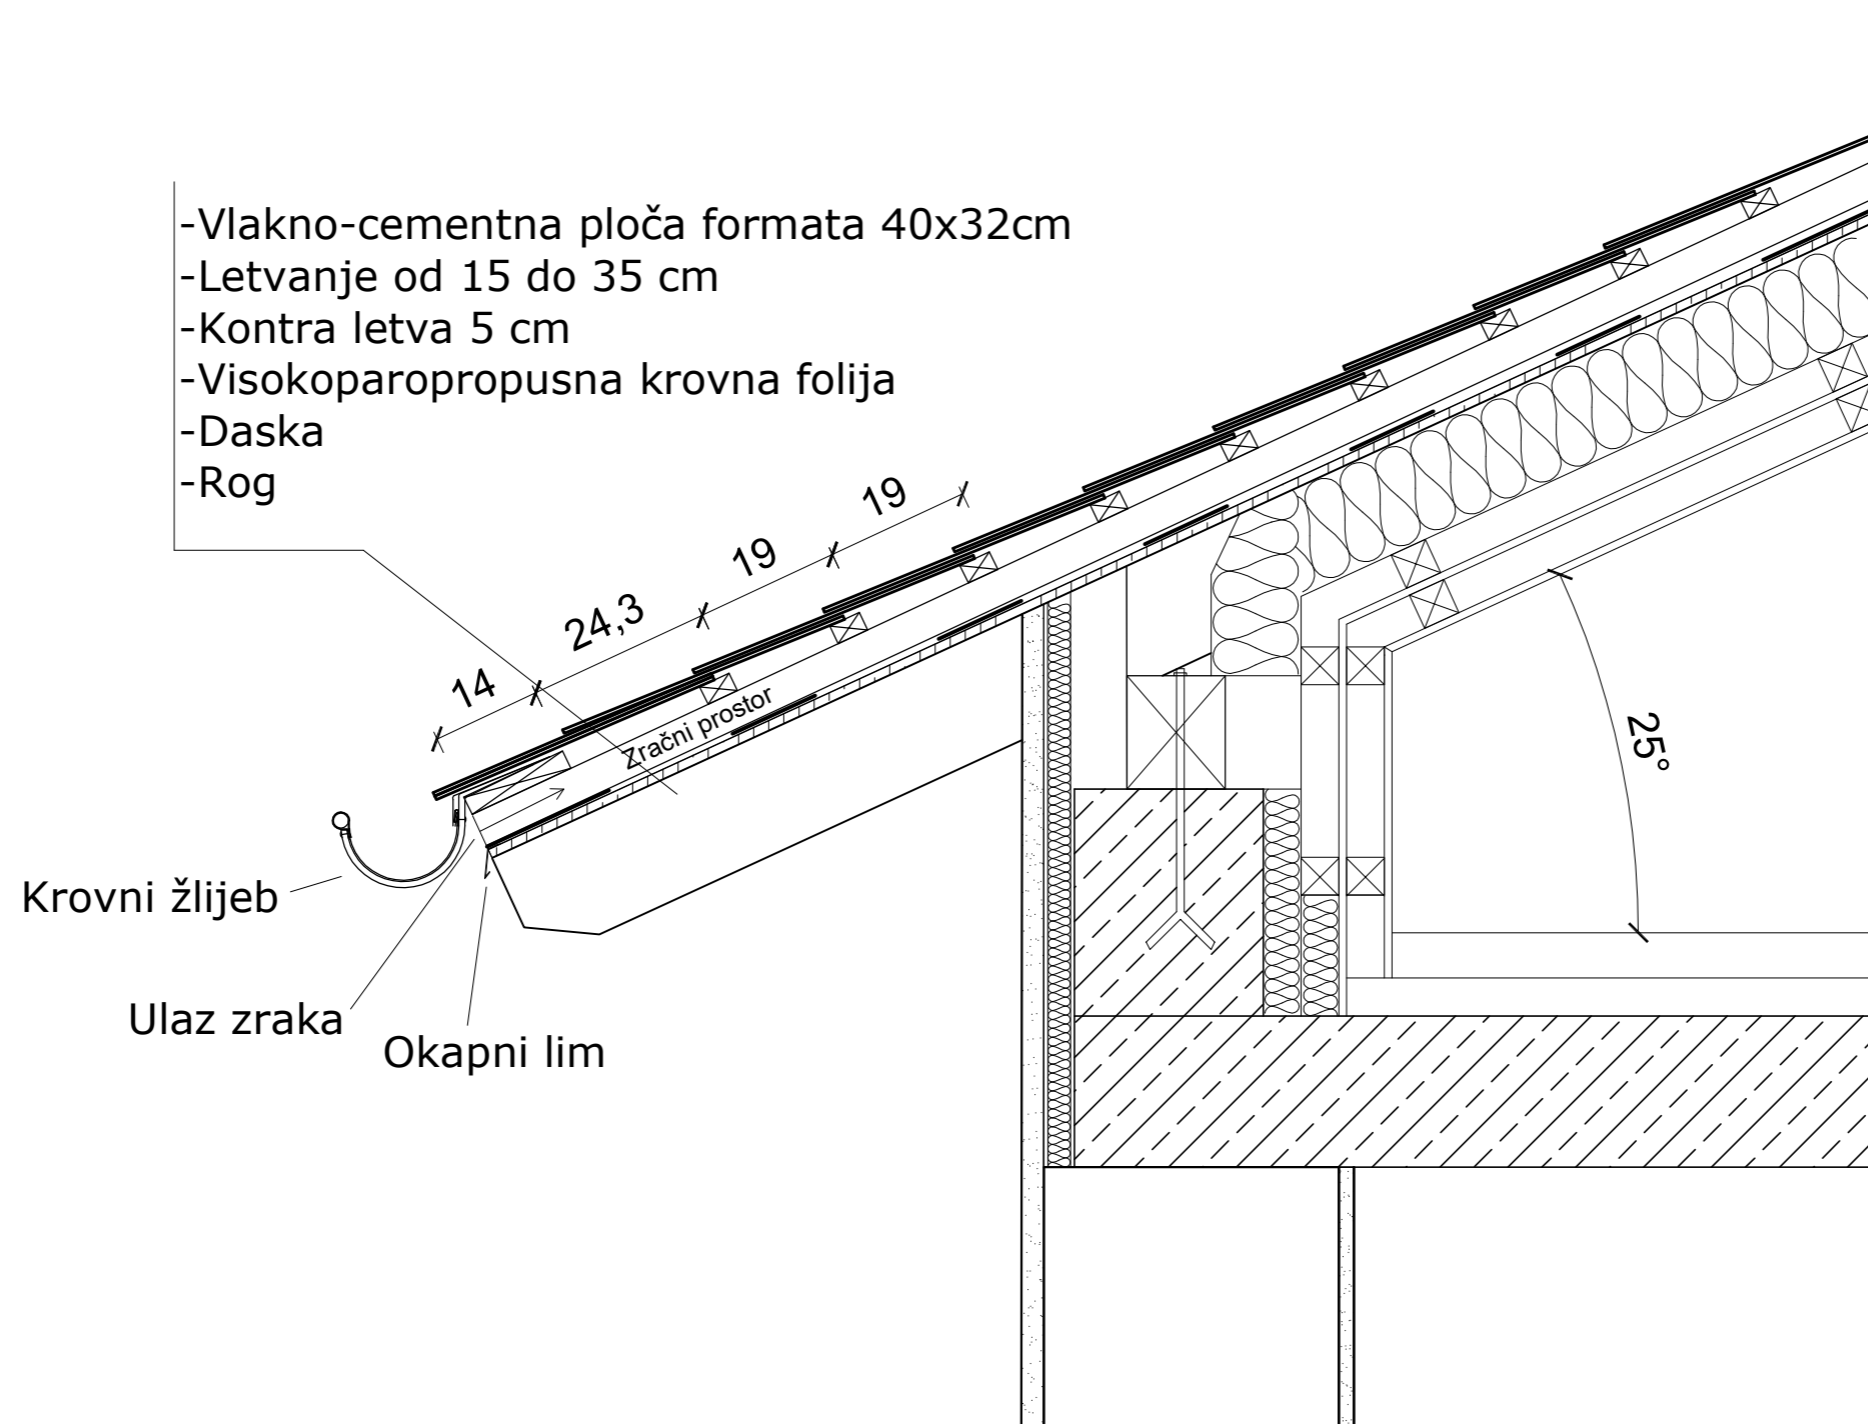 -Vlakno-cementna ploča formata 40x32cm
-Letvanje od 15 do 35 cm
-Kontra letva 5 cm
-Visokoparopropusna krovna folija
-Daska
-Rog
19
19
24,3
14
Zračni prostor
25°
Krovni žlijeb
Ulaz zraka
Okapni lim